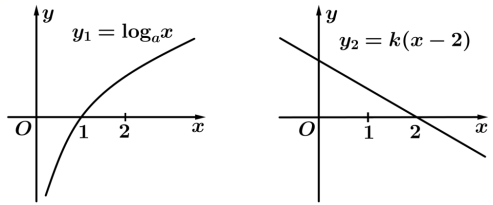 y
y₁ = logₐx
O
1
2
x
y
y₂ = k(x − 2)
O
1
2
x